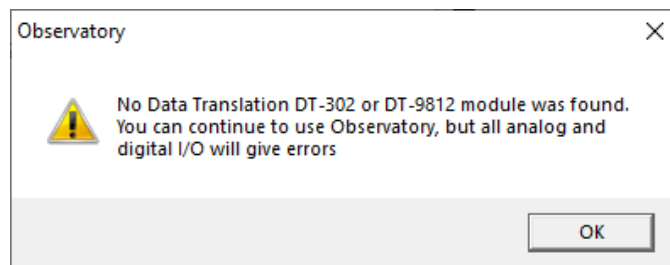 Observatory
No Data Translation DT-302 or DT-9812 module was found.
You can continue to use Observatory, but all analog and
digital I/O will give errors
OK